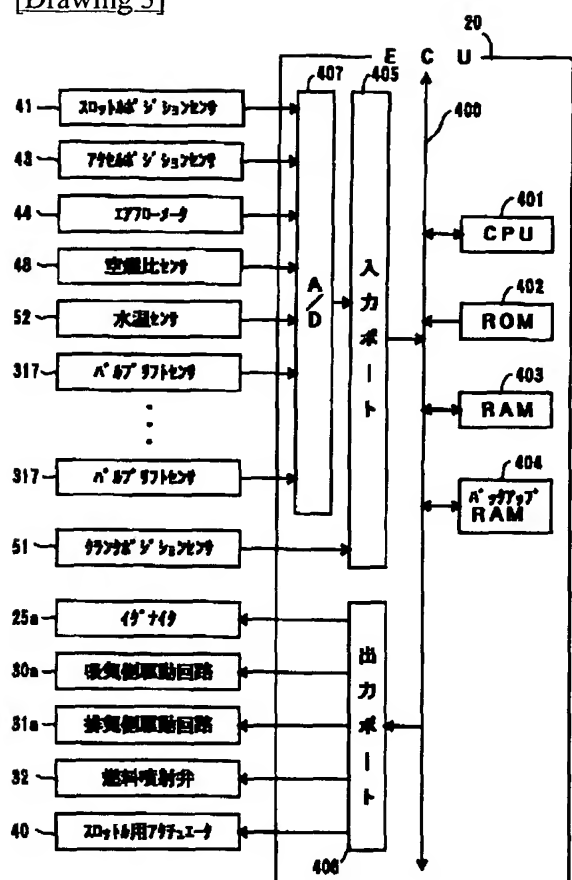 [Drawing 3]
20
E C U
407
405
400
41
スロットルポジションセンサ
43
アクセルポジションセンサ
44
エアフローメータ
48
空燃比センサ
52
水温センサ
317
バルブリフトセンサ
317
バルブリフトセンサ
51
クランクポジションセンサ
A/D
入力ポート
401
CPU
402
ROM
403
RAM
404
バックアップ
RAM
25a
イグナイタ
30a
吸気側駆動回路
31a
排気側駆動回路
32
燃料噴射弁
40
スロットル用アクチュエータ
出力ポート
406